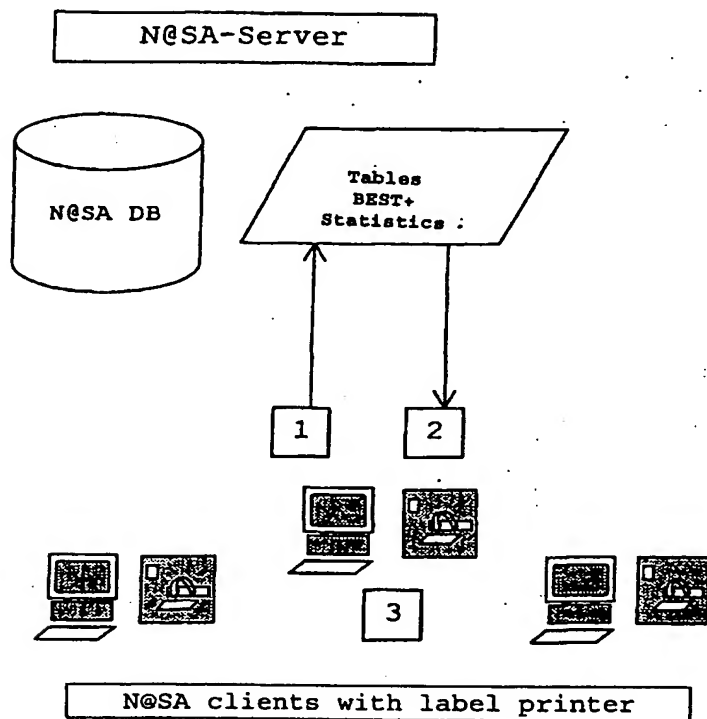 N@SA-Server
N@SA DB
Tables
BEST+
Statistics
1
2
3
N@SA clients with label printer